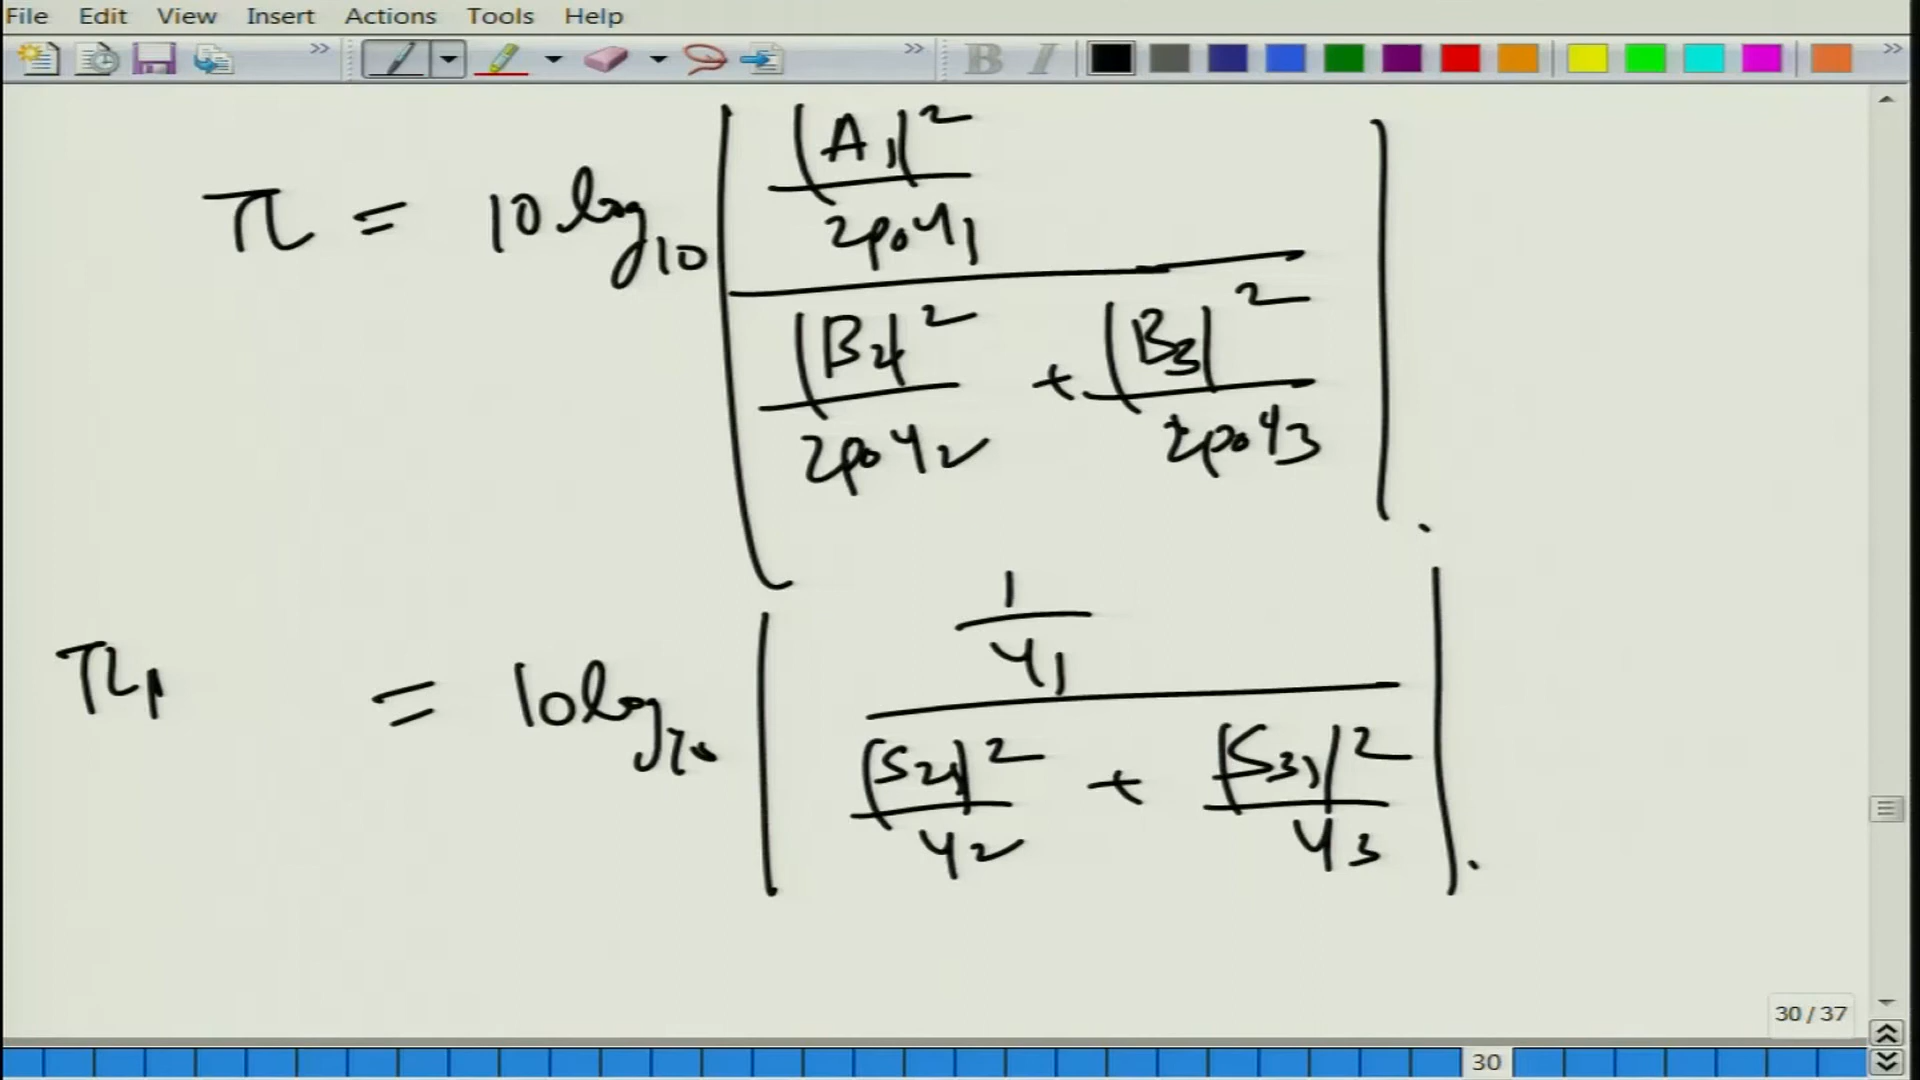 File Edit View Insert Actions Tools Help
B I
TL = 10 log₁₀ | (|A₁|² / 2ρ₀Y₁) / (|B₂|² / 2ρ₀Y₂ + |B₃|² / 2ρ₀Y₃) | .
TL₁ = 10 log₁₀ | (1 / Y₁) / (|S₂₁|² / Y₂ + |S₃₁|² / Y₃) | .
30 / 37
30